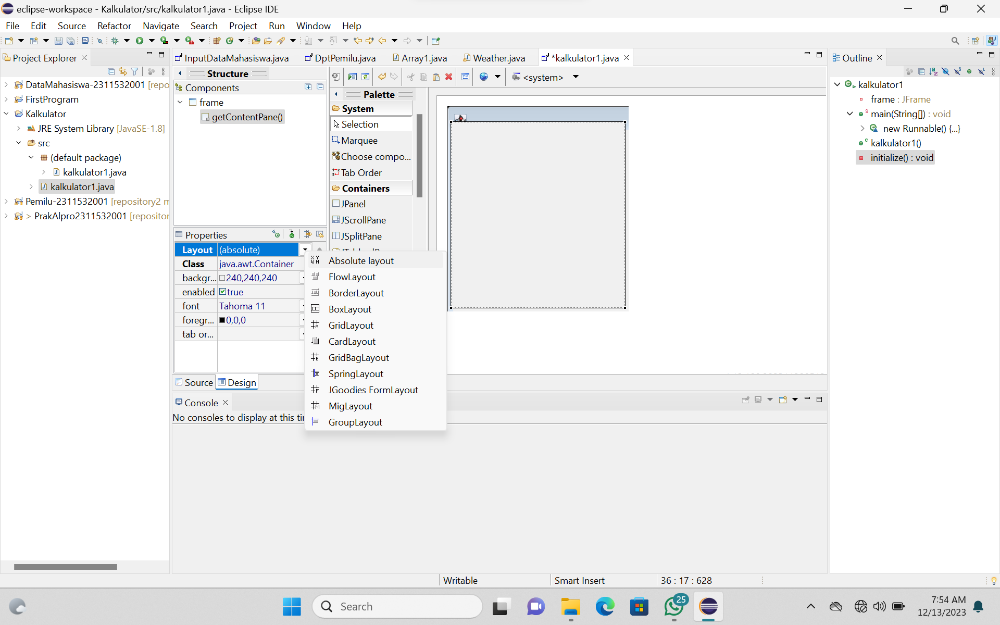 eclipse-workspace - Kalkulator/src/kalkulator1.java - Eclipse IDE
File Edit Source Refactor Navigate Search Project Run Window Help
Project Explorer
InputDataMahasiswa.java DptPemilu.java Array1.java Weather.java *kalkulator1.java
Outline
DataMahasiswa-2311532001 [repo
FirstProgram
Kalkulator
JRE System Library [JavaSE-1.8]
src
(default package)
kalkulator1.java
kalkulator1.java
Pemilu-2311532001 [repository2 m
> PrakAlpro2311532001 [repositor
Structure
Components
frame
getContentPane()
Properties
Layout (absolute)
Class java.awt.Container
backgr... 240,240,240
enabled true
font Tahoma 11
foregr... 0,0,0
tab or...
<system>
Palette
System
Selection
Marquee
Choose compo...
Tab Order
Containers
JPanel
JScrollPane
JSplitPane
Absolute layout
FlowLayout
BorderLayout
BoxLayout
GridLayout
CardLayout
GridBagLayout
SpringLayout
JGoodies FormLayout
MigLayout
GroupLayout
Source Design
Console
No consoles to display at this ti
kalkulator1
frame : JFrame
main(String[]) : void
new Runnable() {...}
kalkulator1()
initialize() : void
Writable Smart Insert 36 : 17 : 628
Search
25
7:54 AM
12/13/2023